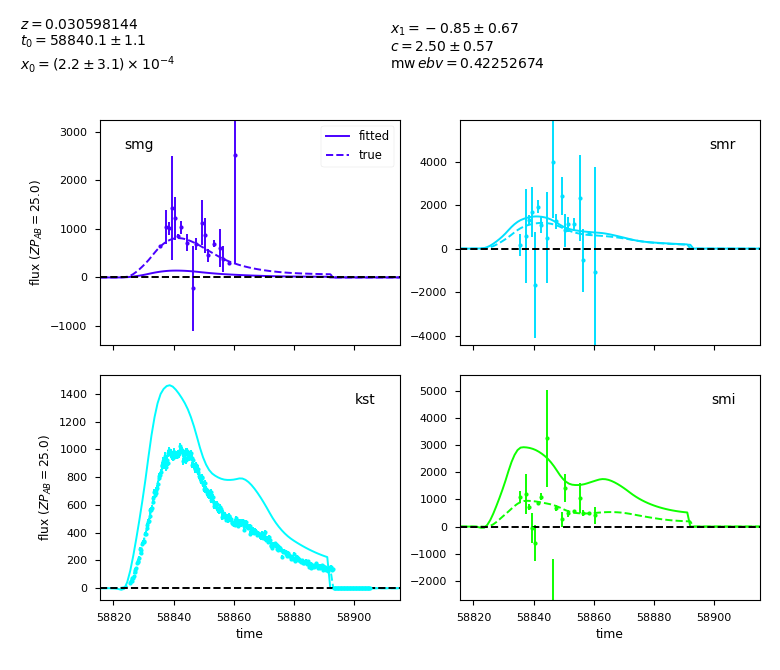 z = 0.030598144
t₀ = 58840.1 ± 1.1
x₀ = (2.2 ± 3.1) × 10⁻⁴
x₁ = −0.85 ± 0.67
c = 2.50 ± 0.57
mw ebv = 0.42252674
smg
fitted
true
3000
2000
1000
0
−1000
flux (ZP_AB = 25.0)
smr
4000
2000
0
−2000
−4000
kst
1400
1200
1000
800
600
400
200
0
flux (ZP_AB = 25.0)
58820 58840 58860 58880 58900
time
smi
5000
4000
3000
2000
1000
0
−1000
−2000
58820 58840 58860 58880 58900
time